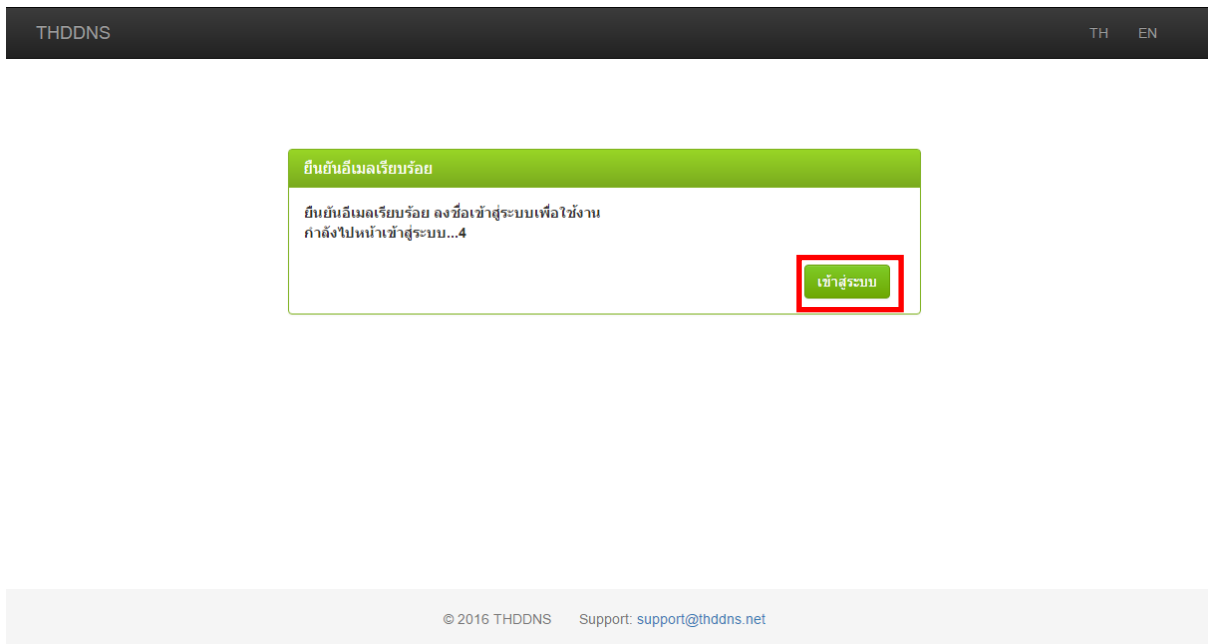 THDDNS TH EN
ยืนยันอีเมลเรียบร้อย
ยืนยันอีเมลเรียบร้อย ลงชื่อเข้าสู่ระบบเพื่อใช้งาน
กำลังไปหน้าเข้าสู่ระบบ...4
เข้าสู่ระบบ
© 2016 THDDNS Support: support@thddns.net